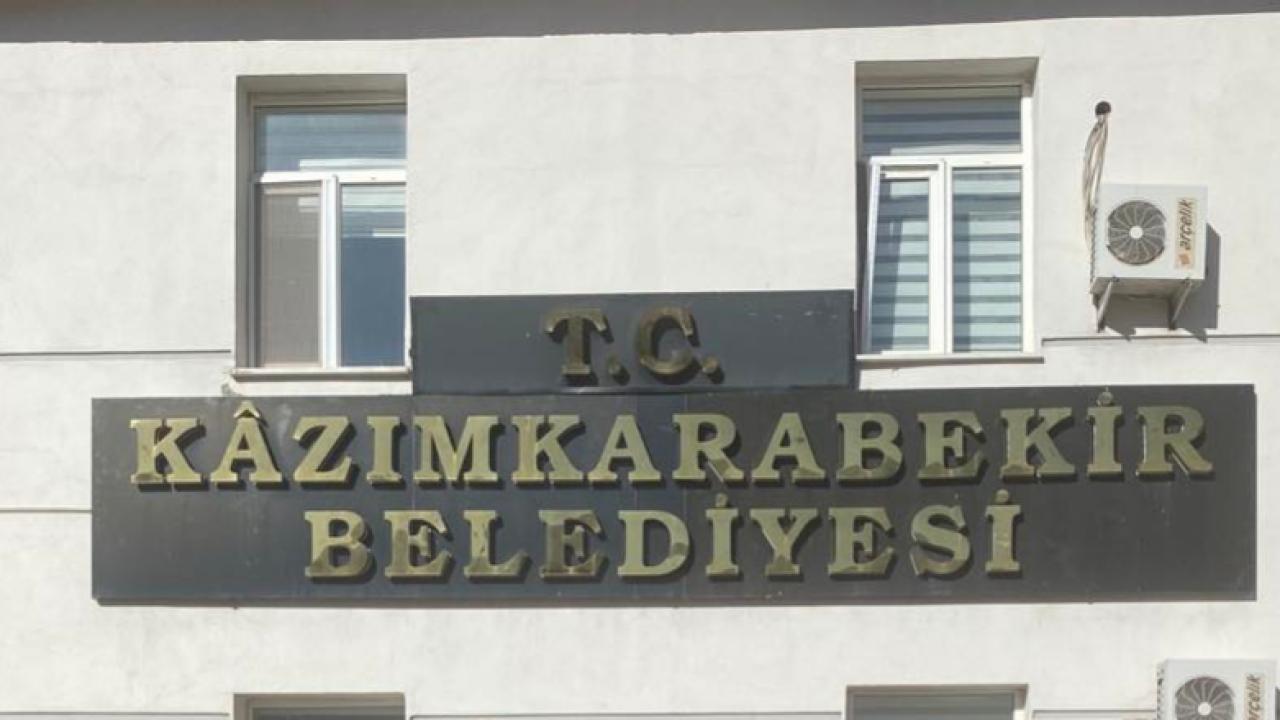 T.C.
KÂZIMKARABEKİR
BELEDİYESİ
arçelik
arçelik